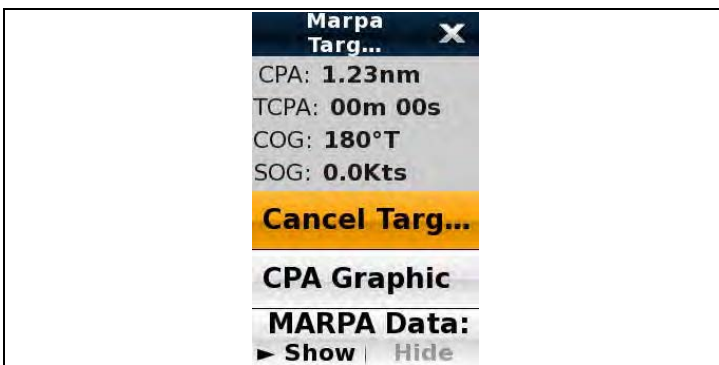 Marpa
Targ...
CPA: 1.23nm
TCPA: 00m 00s
COG: 180°T
SOG: 0.0Kts
Cancel Targ...
CPA Graphic
MARPA Data:
► Show | Hide